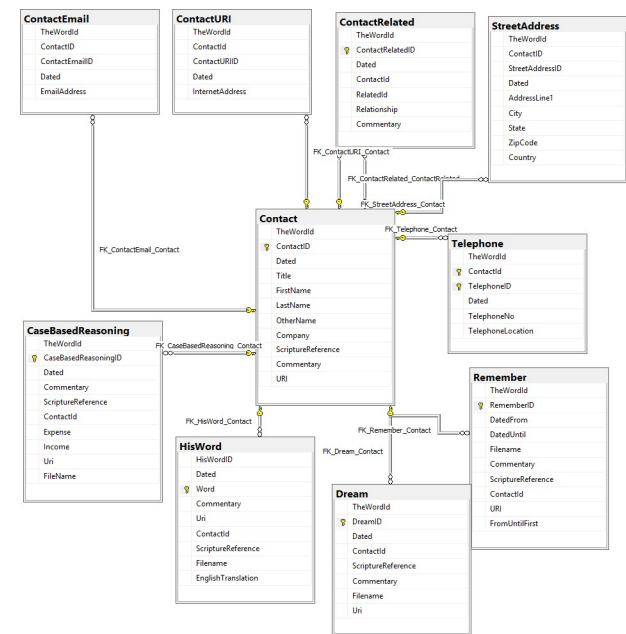 ContactEmail
TheWordId
ContactID
ContactEmailID
Dated
EmailAddress
ContactURI
TheWordId
ContactId
ContactURIID
Dated
InternetAddress
ContactRelated
TheWordId
ContactRelatedID
Dated
ContactId
RelatedId
Relationship
Commentary
StreetAddress
TheWordId
ContactID
StreetAddressID
Dated
AddressLine1
City
State
ZipCode
Country
FK_ContactURI_Contact
FK_ContactRelated_ContactRelated
FK_StreetAddress_Contact
FK_Telephone_Contact
FK_ContactEmail_Contact
Contact
TheWordId
ContactID
Dated
Title
FirstName
LastName
OtherName
Company
ScriptureReference
Commentary
URI
Telephone
TheWordId
ContactId
TelephoneID
Dated
TelephoneNo
TelephoneLocation
CaseBasedReasoning
TheWordId
CaseBasedReasoningID
Dated
Commentary
ScriptureReference
ContactId
Expense
Income
Uri
FileName
FK_CaseBasedReasoning_Contact
FK_HisWord_Contact
FK_Remember_Contact
FK_Dream_Contact
Remember
TheWordId
RememberID
DatedFrom
DatedUntil
Filename
Commentary
ScriptureReference
ContactId
URI
FromUntilFirst
HisWord
HisWordID
Dated
Word
Commentary
Uri
ContactId
ScriptureReference
Filename
EnglishTranslation
Dream
TheWordId
DreamID
Dated
ContactId
ScriptureReference
Commentary
Filename
Uri